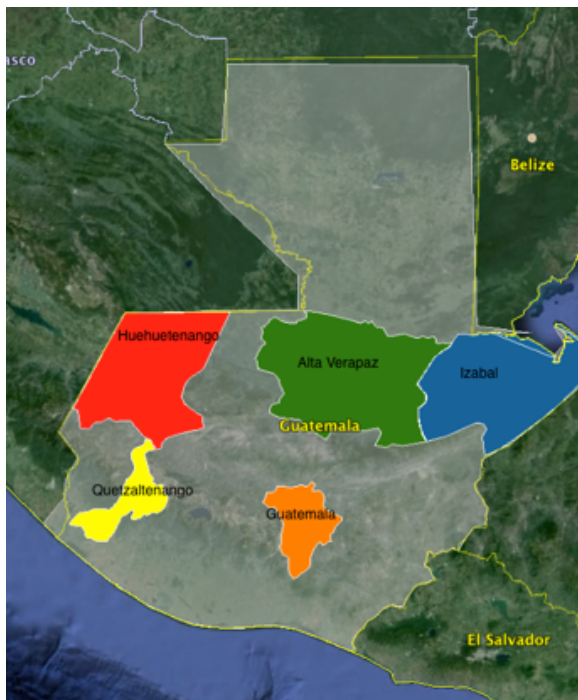 asco
Belize
Huehuetenango
Alta Verapaz
Izabal
Guatemala
Quetzaltenango
Guatemala
El Salvador